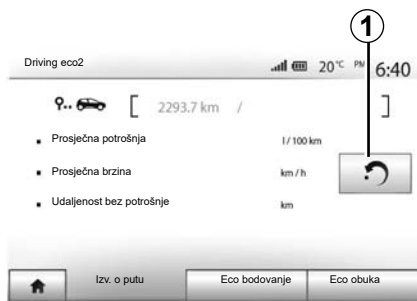 1
Driving eco2 20°C PM 6:40
[ 2293.7 km / ]
Prosječna potrošnja l/100 km
Prosječna brzina km/h
Udaljenost bez potrošnje km
Izv. o putu Eco bodovanje Eco obuka